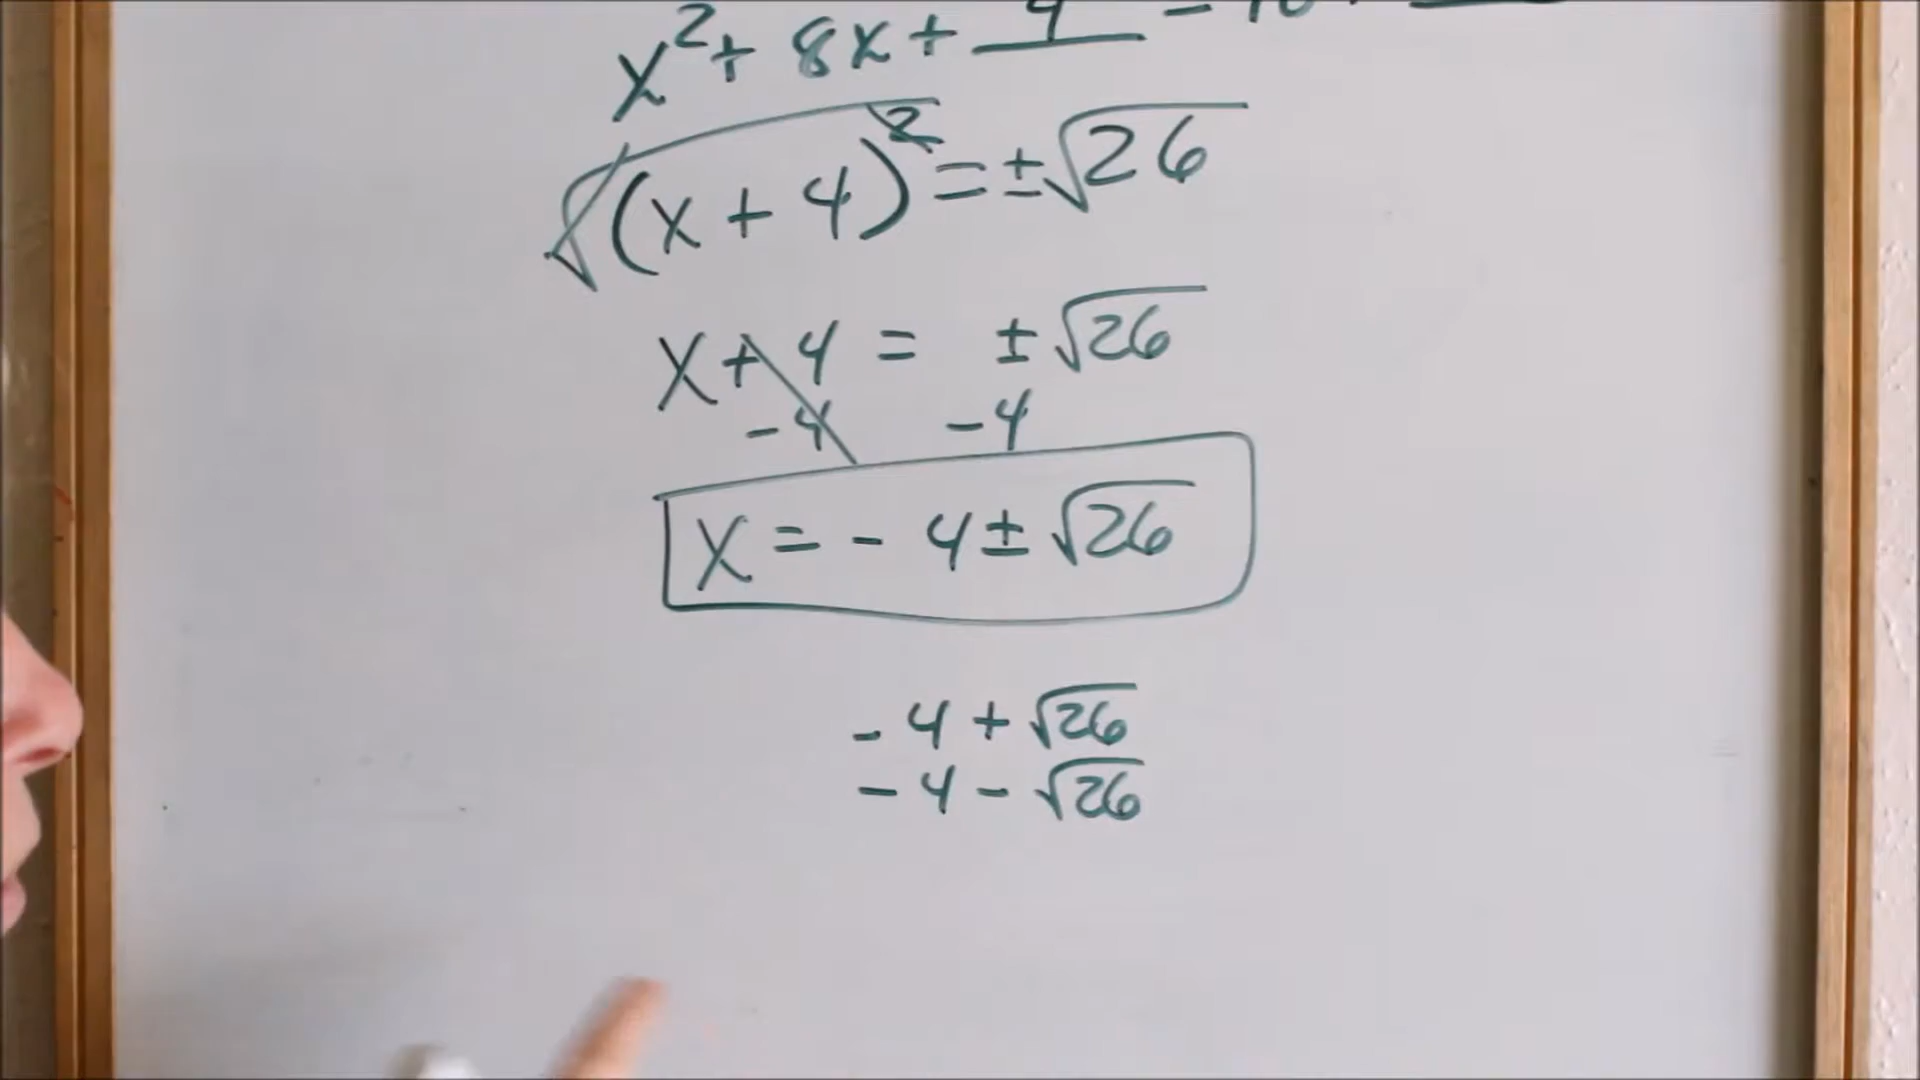 x² + 8x + 4
√(x + 4)² = ±√26
x + 4 = ±√26
- 4 - 4
x = - 4 ± √26
- 4 + √26
- 4 - √26